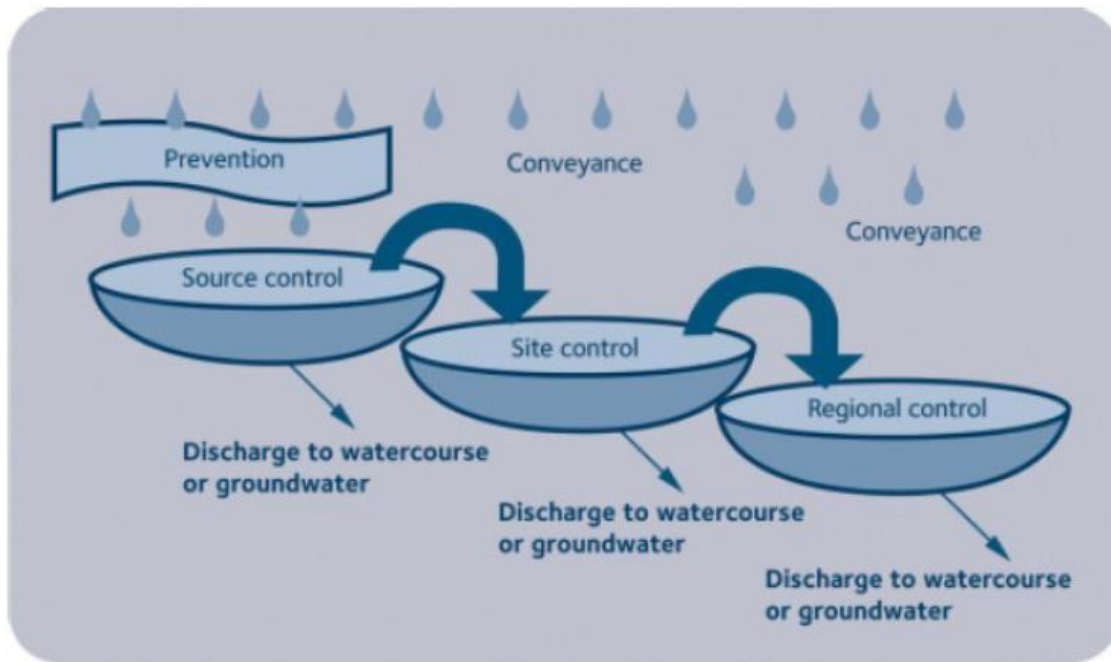 Prevention
Conveyance
Conveyance
Source control
Site control
Regional control
Discharge to watercourse
or groundwater
Discharge to watercourse
or groundwater
Discharge to watercourse
or groundwater